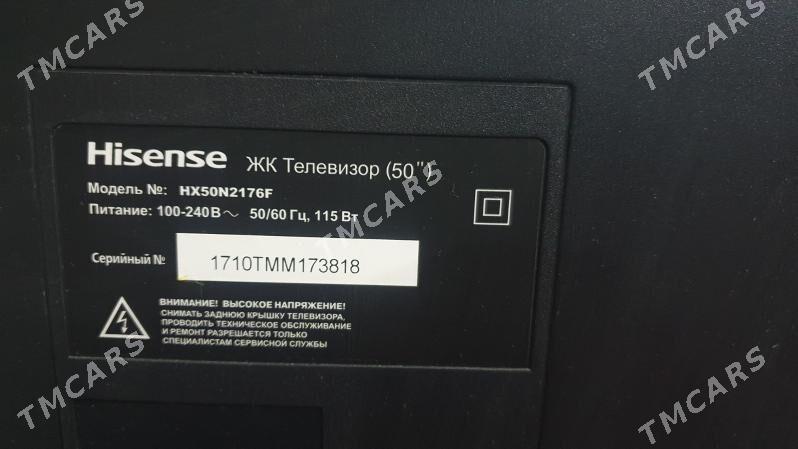 TMCARS
TMCARS
Hisense ЖК Телевизор (50")
Модель №: HX50N2176F
Питание: 100-240В～ 50/60 Гц, 115 Вт
TMCARS
Серийный № 1710TMM173818
ВНИМАНИЕ! ВЫСОКОЕ НАПРЯЖЕНИЕ!
СНИМАТЬ ЗАДНЮЮ КРЫШКУ ТЕЛЕВИЗОРА,
ПРОВОДИТЬ ТЕХНИЧЕСКОЕ ОБСЛУЖИВАНИЕ
И РЕМОНТ РАЗРЕШАЕТСЯ ТОЛЬКО
СПЕЦИАЛИСТАМ СЕРВИСНОЙ СЛУЖБЫ
TMCARS
TMCARS